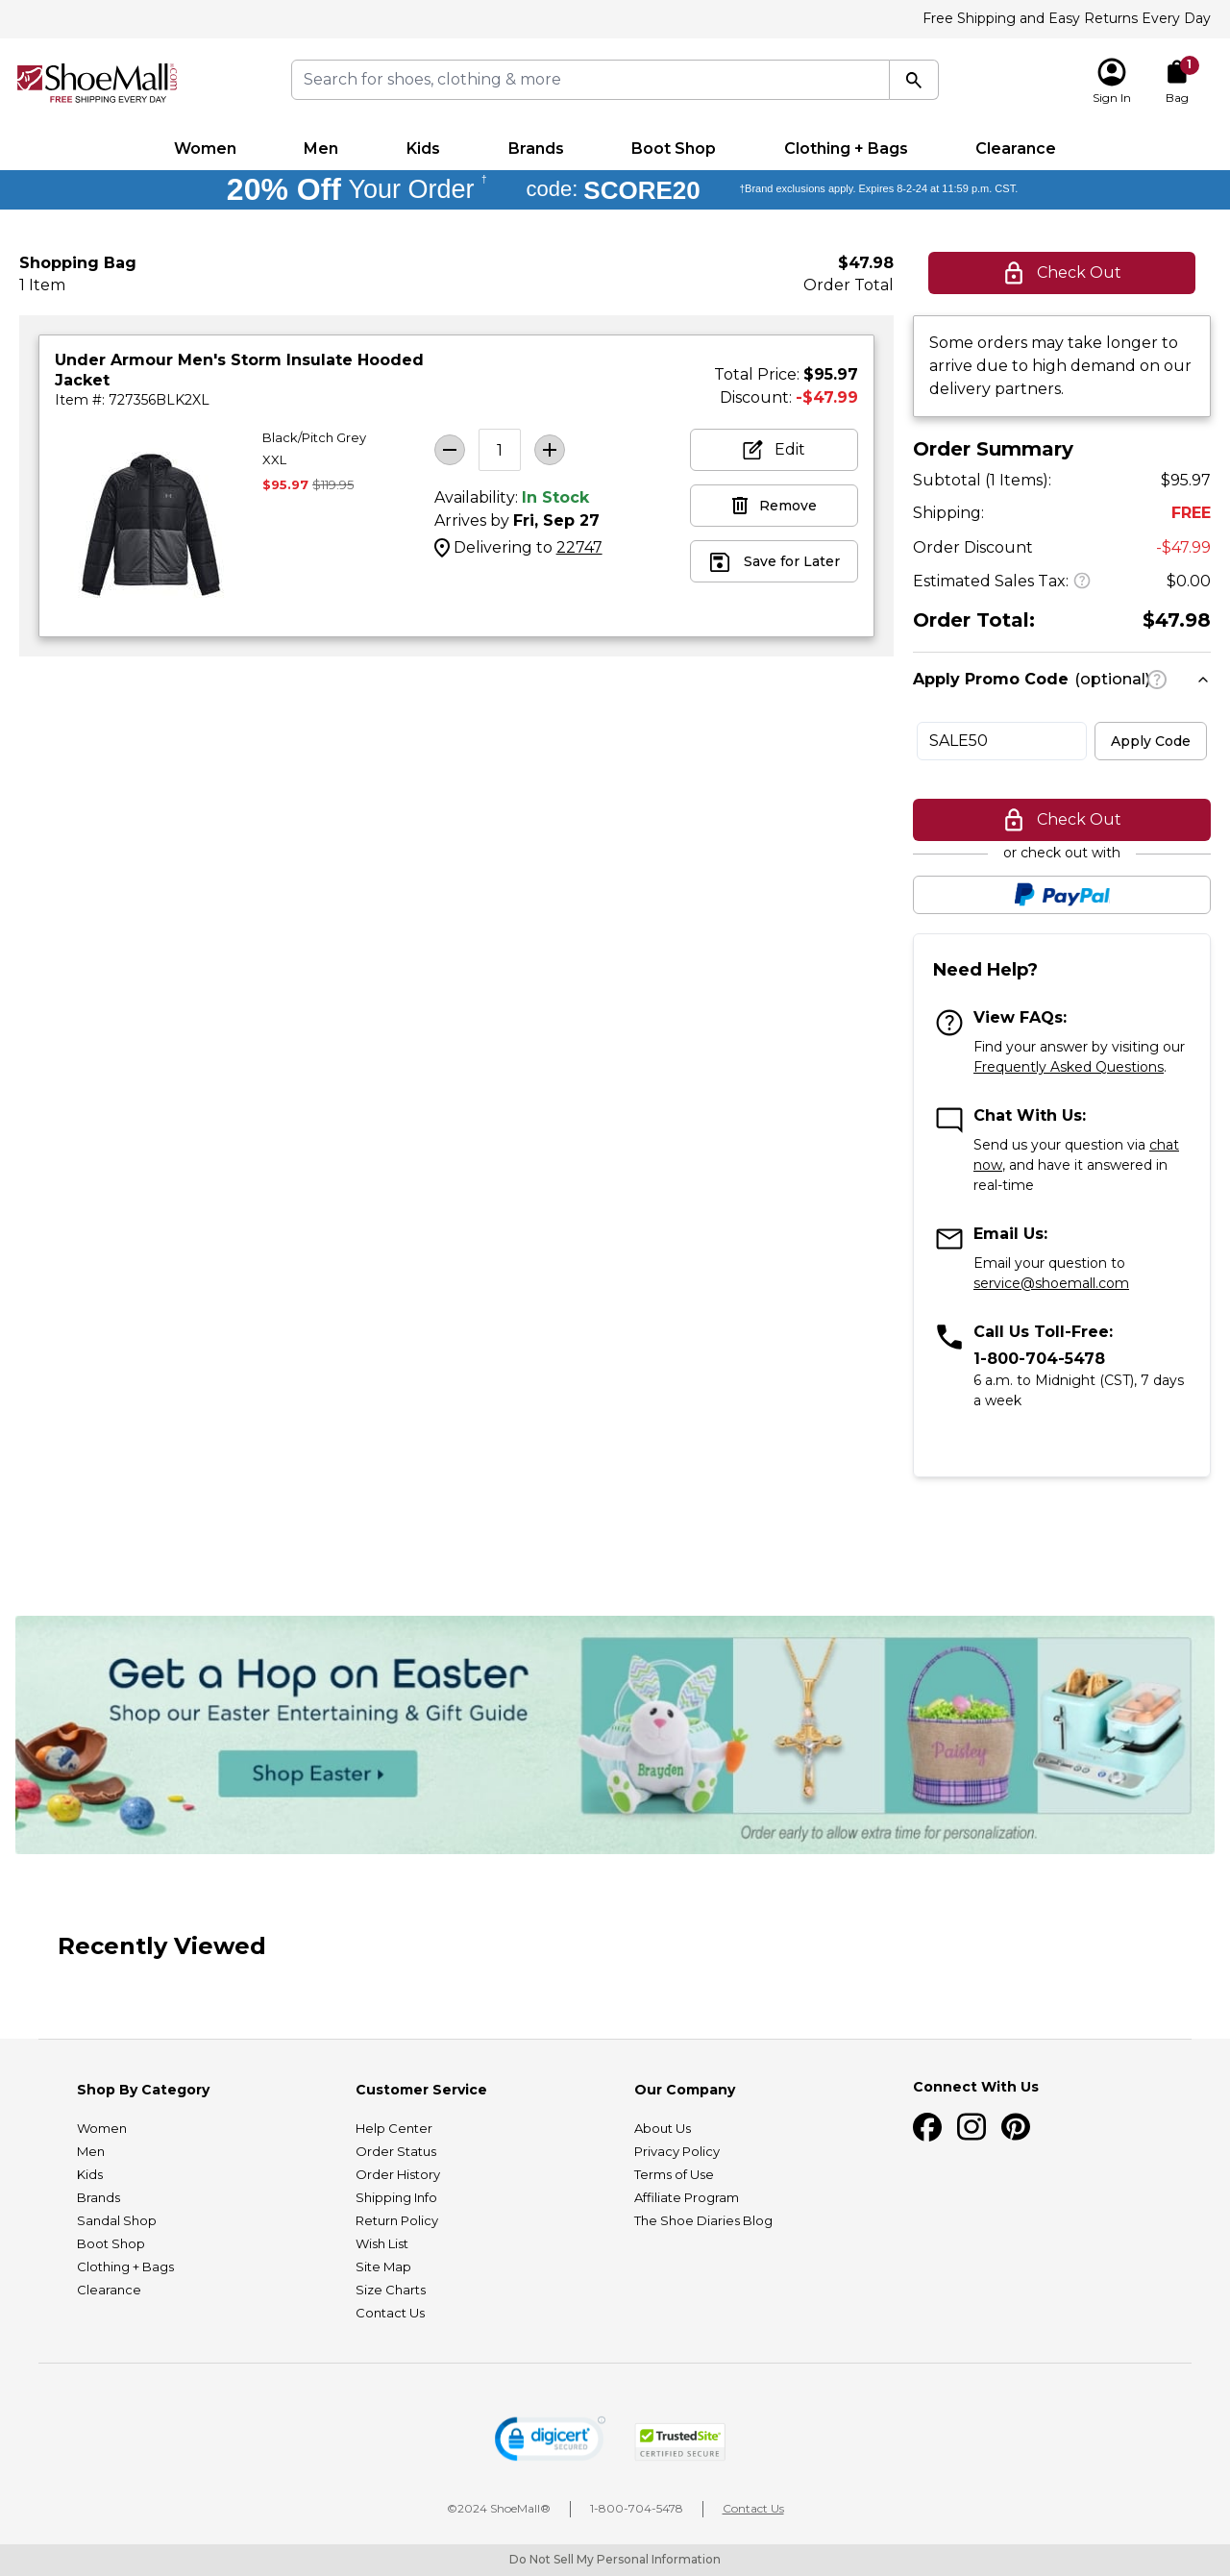 Free Shipping and Easy Returns Every Day
ShoeMall.com
FREE SHIPPING EVERY DAY
Search for shoes, clothing & more
Sign In
1
Bag
Women Men Kids Brands Boot Shop Clothing + Bags Clearance
20% Off Your Order † code: SCORE20 †Brand exclusions apply. Expires 8-2-24 at 11:59 p.m. CST.
Shopping Bag
1 Item
$47.98
Order Total
Under Armour Men's Storm Insulate Hooded
Jacket
Item #: 727356BLK2XL
Total Price: $95.97
Discount: -$47.99
Black/Pitch Grey
XXL
$95.97 $119.95
1
Availability: In Stock
Arrives by Fri, Sep 27
Delivering to 22747
Edit
Remove
Save for Later
Check Out
Some orders may take longer to
arrive due to high demand on our
delivery partners.
Order Summary
Subtotal (1 Items): $95.97
Shipping: FREE
Order Discount -$47.99
Estimated Sales Tax: ? $0.00
Order Total: $47.98
Apply Promo Code (optional) ?
SALE50 Apply Code
Check Out
or check out with
PayPal
Need Help?
View FAQs:
Find your answer by visiting our
Frequently Asked Questions.
Chat With Us:
Send us your question via chat
now, and have it answered in
real-time
Email Us:
Email your question to
service@shoemall.com
Call Us Toll-Free:
1-800-704-5478
6 a.m. to Midnight (CST), 7 days
a week
Get a Hop on Easter
Shop our Easter Entertaining & Gift Guide
Shop Easter
Brayden
Paisley
Order early to allow extra time for personalization.
Recently Viewed
Shop By Category
Women
Men
Kids
Brands
Sandal Shop
Boot Shop
Clothing + Bags
Clearance
Customer Service
Help Center
Order Status
Order History
Shipping Info
Return Policy
Wish List
Site Map
Size Charts
Contact Us
Our Company
About Us
Privacy Policy
Terms of Use
Affiliate Program
The Shoe Diaries Blog
Connect With Us
digicert
SECURED
TrustedSite
CERTIFIED SECURE
©2024 ShoeMall® 1-800-704-5478 Contact Us
Do Not Sell My Personal Information